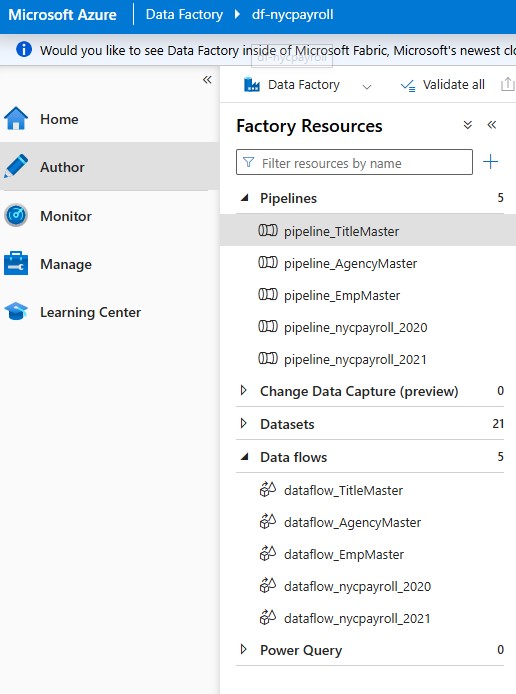 Microsoft Azure | Data Factory > df-nycpayroll
Would you like to see Data Factory inside of Microsoft Fabric, Microsoft's newest clo
df-nycpayroll
Home
Author
Monitor
Manage
Learning Center
Data Factory
Validate all
Factory Resources
Filter resources by name
Pipelines 5
pipeline_TitleMaster
pipeline_AgencyMaster
pipeline_EmpMaster
pipeline_nycpayroll_2020
pipeline_nycpayroll_2021
Change Data Capture (preview) 0
Datasets 21
Data flows 5
dataflow_TitleMaster
dataflow_AgencyMaster
dataflow_EmpMaster
dataflow_nycpayroll_2020
dataflow_nycpayroll_2021
Power Query 0